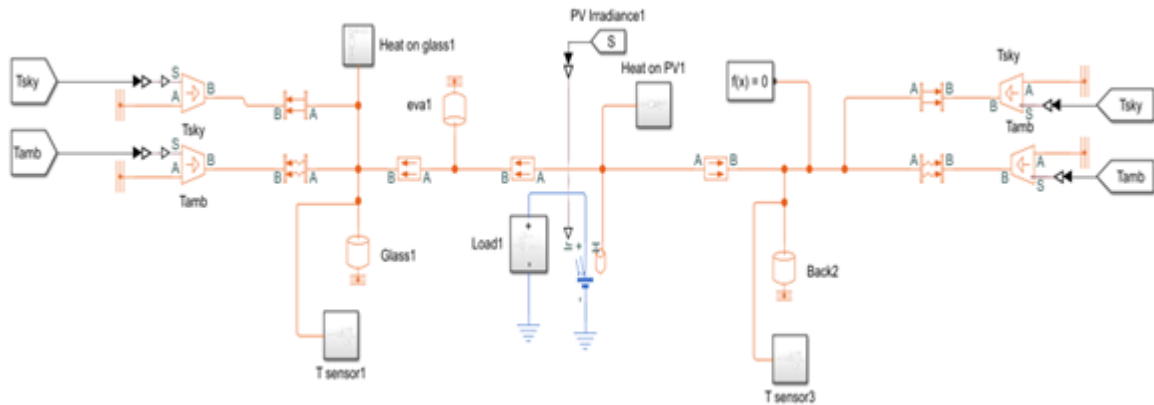 PV Irradiance1
S
Heat on glass1
Heat on PV1
Tsky
S
A
B
B
A
Tsky
eva1
f(x) = 0
A
B
Tsky
A
B
S
Tsky
Tamb
S
A
B
B
A
Tamb
B
A
B
A
A
B
A
B
Tamb
A
B
S
Tamb
Glass1
Load1
+
-
Ir
+
-
Back2
T sensor1
T sensor3